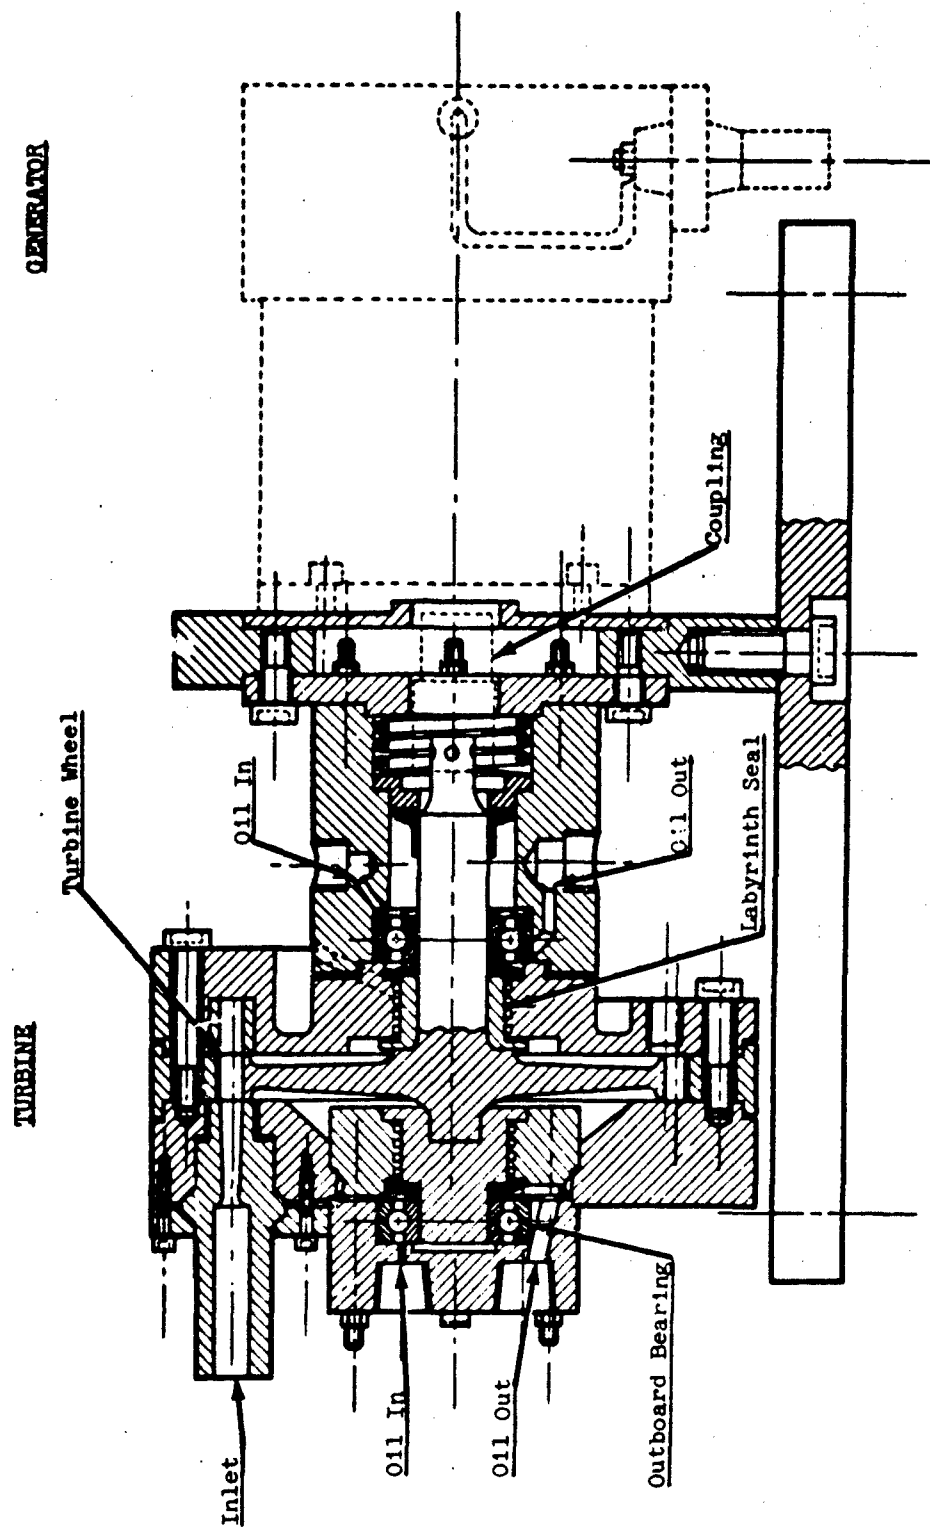 TURBINE
GENERATOR
Turbine Wheel
Oil In
Coupling
Oil Out
Labyrinth Seal
Inlet
Oil In
Oil Out
Outboard Bearing